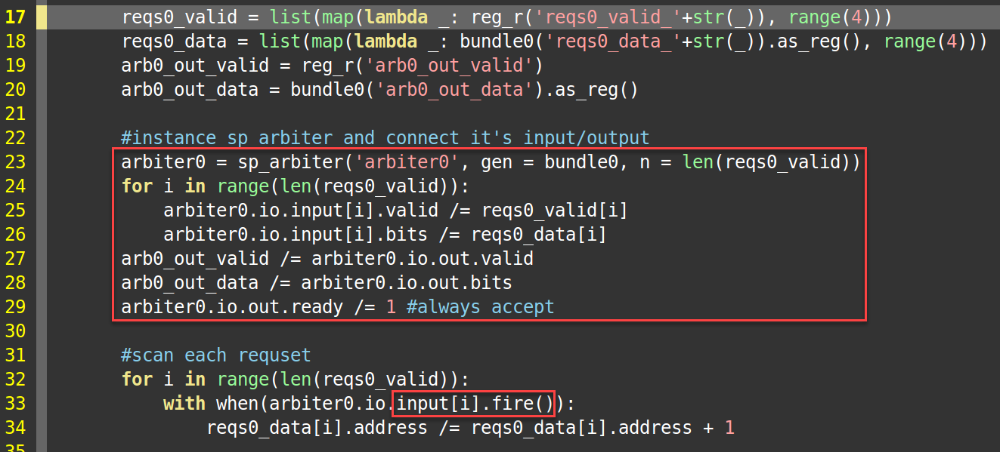 17 reqs0_valid = list(map(lambda _: reg_r('reqs0_valid_'+str(_)), range(4)))
18 reqs0_data = list(map(lambda _: bundle0('reqs0_data_'+str(_)).as_reg(), range(4)))
19 arb0_out_valid = reg_r('arb0_out_valid')
20 arb0_out_data = bundle0('arb0_out_data').as_reg()
21
22 #instance sp arbiter and connect it's input/output
23 arbiter0 = sp_arbiter('arbiter0', gen = bundle0, n = len(reqs0_valid))
24 for i in range(len(reqs0_valid)):
25     arbiter0.io.input[i].valid /= reqs0_valid[i]
26     arbiter0.io.input[i].bits /= reqs0_data[i]
27 arb0_out_valid /= arbiter0.io.out.valid
28 arb0_out_data /= arbiter0.io.out.bits
29 arbiter0.io.out.ready /= 1 #always accept
30
31 #scan each requset
32 for i in range(len(reqs0_valid)):
33     with when(arbiter0.io.input[i].fire()):
34         reqs0_data[i].address /= reqs0_data[i].address + 1
35